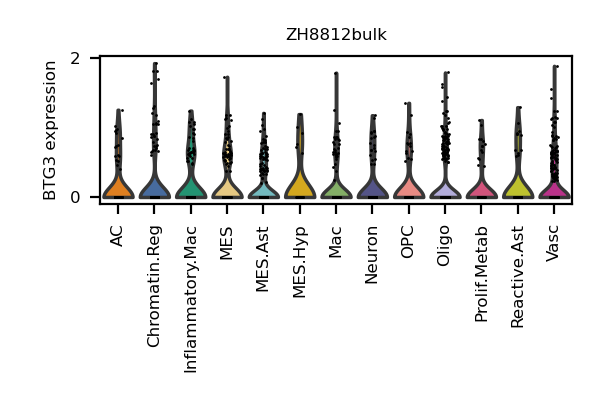 ZH8812bulk
BTG3 expression
2
0
AC
Chromatin.Reg
Inflammatory.Mac
MES
MES.Ast
MES.Hyp
Mac
Neuron
OPC
Oligo
Prolif.Metab
Reactive.Ast
Vasc